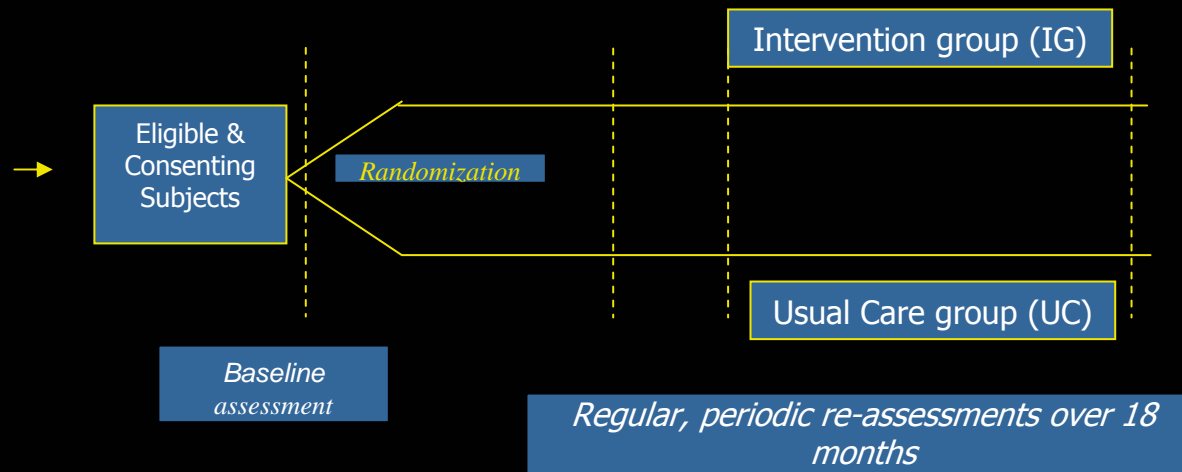 Intervention group (IG)
Eligible &
Consenting
Subjects
Randomization
Usual Care group (UC)
Baseline
assessment
Regular, periodic re-assessments over 18
months